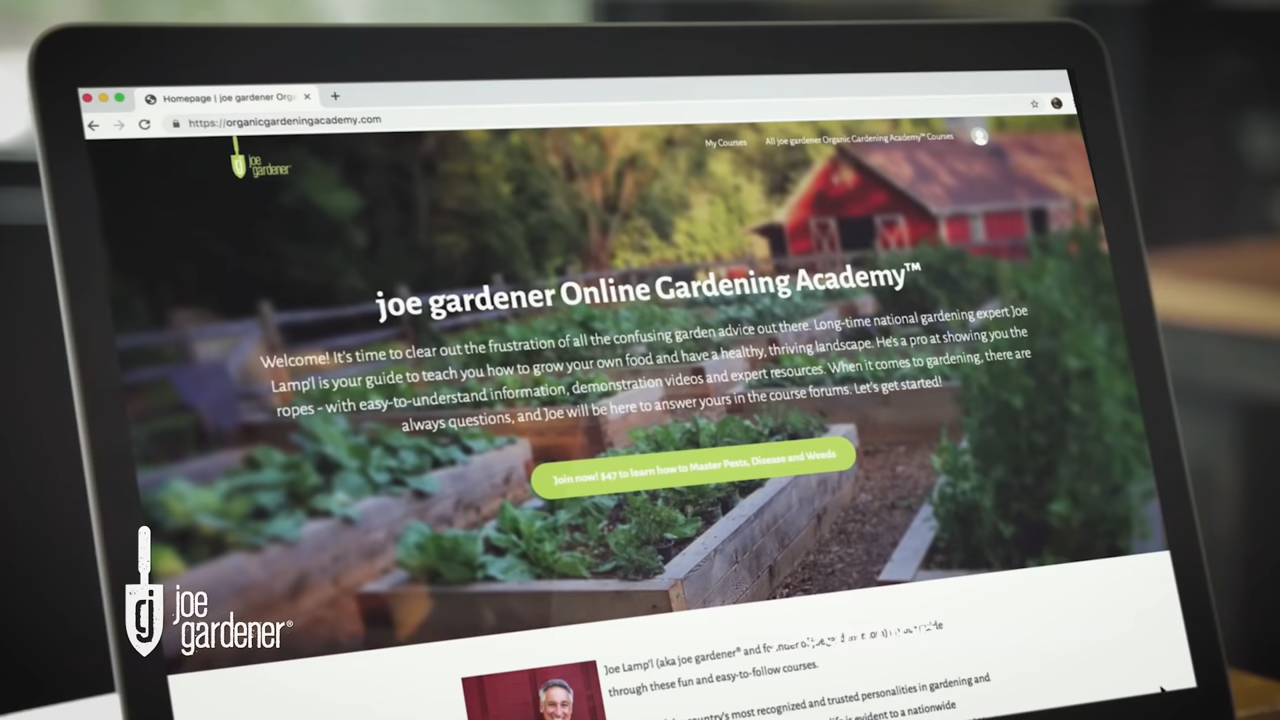 Homepage | joe gardener Orga
https://organicgardeningacademy.com
joe
gardener
My Courses
All joe gardener Organic Gardening Academy™ Courses
joe gardener Online Gardening Academy™
Welcome! It's time to clear out the frustration of all the confusing garden advice out there. Long-time national gardening expert Joe
Lamp'l is your guide to teach you how to grow your own food and have a healthy, thriving landscape. He's a pro at showing you the
ropes - with easy-to-understand information, demonstration videos and expert resources. When it comes to gardening, there are
always questions, and Joe will be here to answer yours in the course forums. Let's get started!
Join now! $47 to learn how to Master Pests, Disease and Weeds
gj joe
gardener®
Joe Lamp'l (aka joe gardener® and founder of
through these fun and easy-to-follow courses.
country's most recognized and trusted personalities in gardening and
is evident to a nationwide